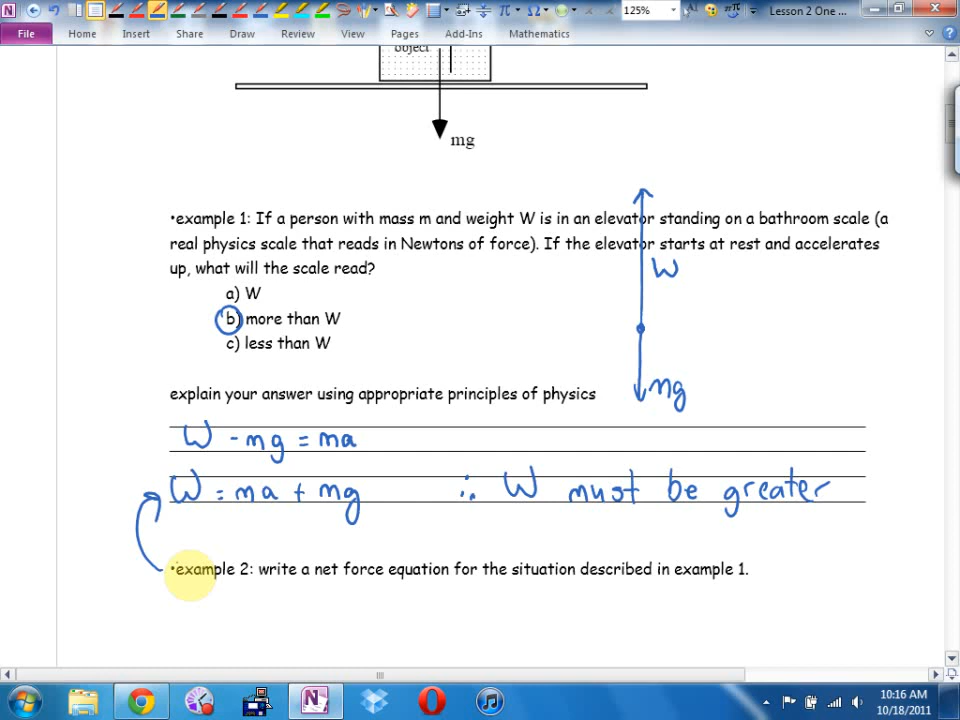 125%
Lesson 2 One ...
File Home Insert Share Draw Review View Pages Add-Ins Mathematics
object
mg
•example 1: If a person with mass m and weight W is in an elevator standing on a bathroom scale (a
real physics scale that reads in Newtons of force). If the elevator starts at rest and accelerates
up, what will the scale read?
W
a) W
b) more than W
c) less than W
mg
explain your answer using appropriate principles of physics
W - mg = ma
W = ma + mg ∴ W must be greater
•example 2: write a net force equation for the situation described in example 1.
10:16 AM
10/18/2011